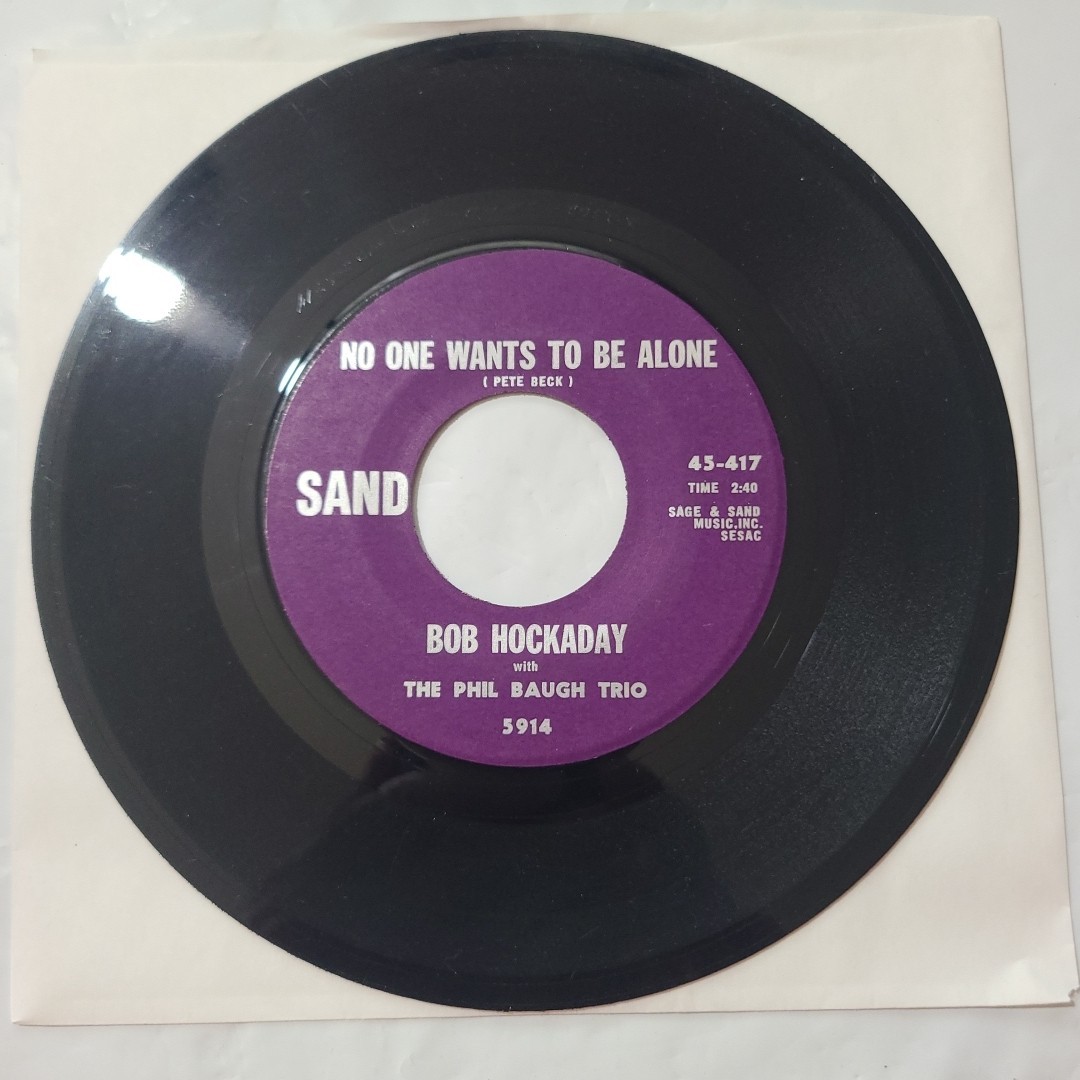 NO ONE WANTS TO BE ALONE
( PETE BECK )
SAND
45-417
TIME 2:40
SAGE & SAND
MUSIC,INC.
SESAC
BOB HOCKADAY
with
THE PHIL BAUGH TRIO
5914